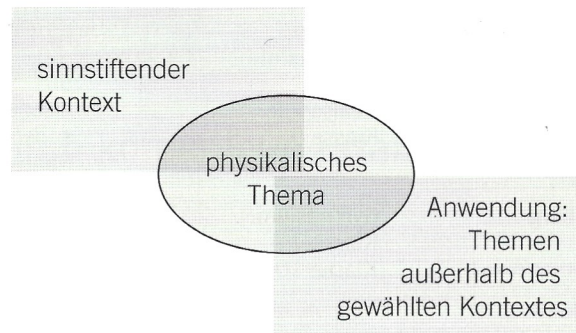 sinnstiftender
Kontext
physikalisches
Thema
Anwendung:
Themen
außerhalb des
gewählten Kontextes